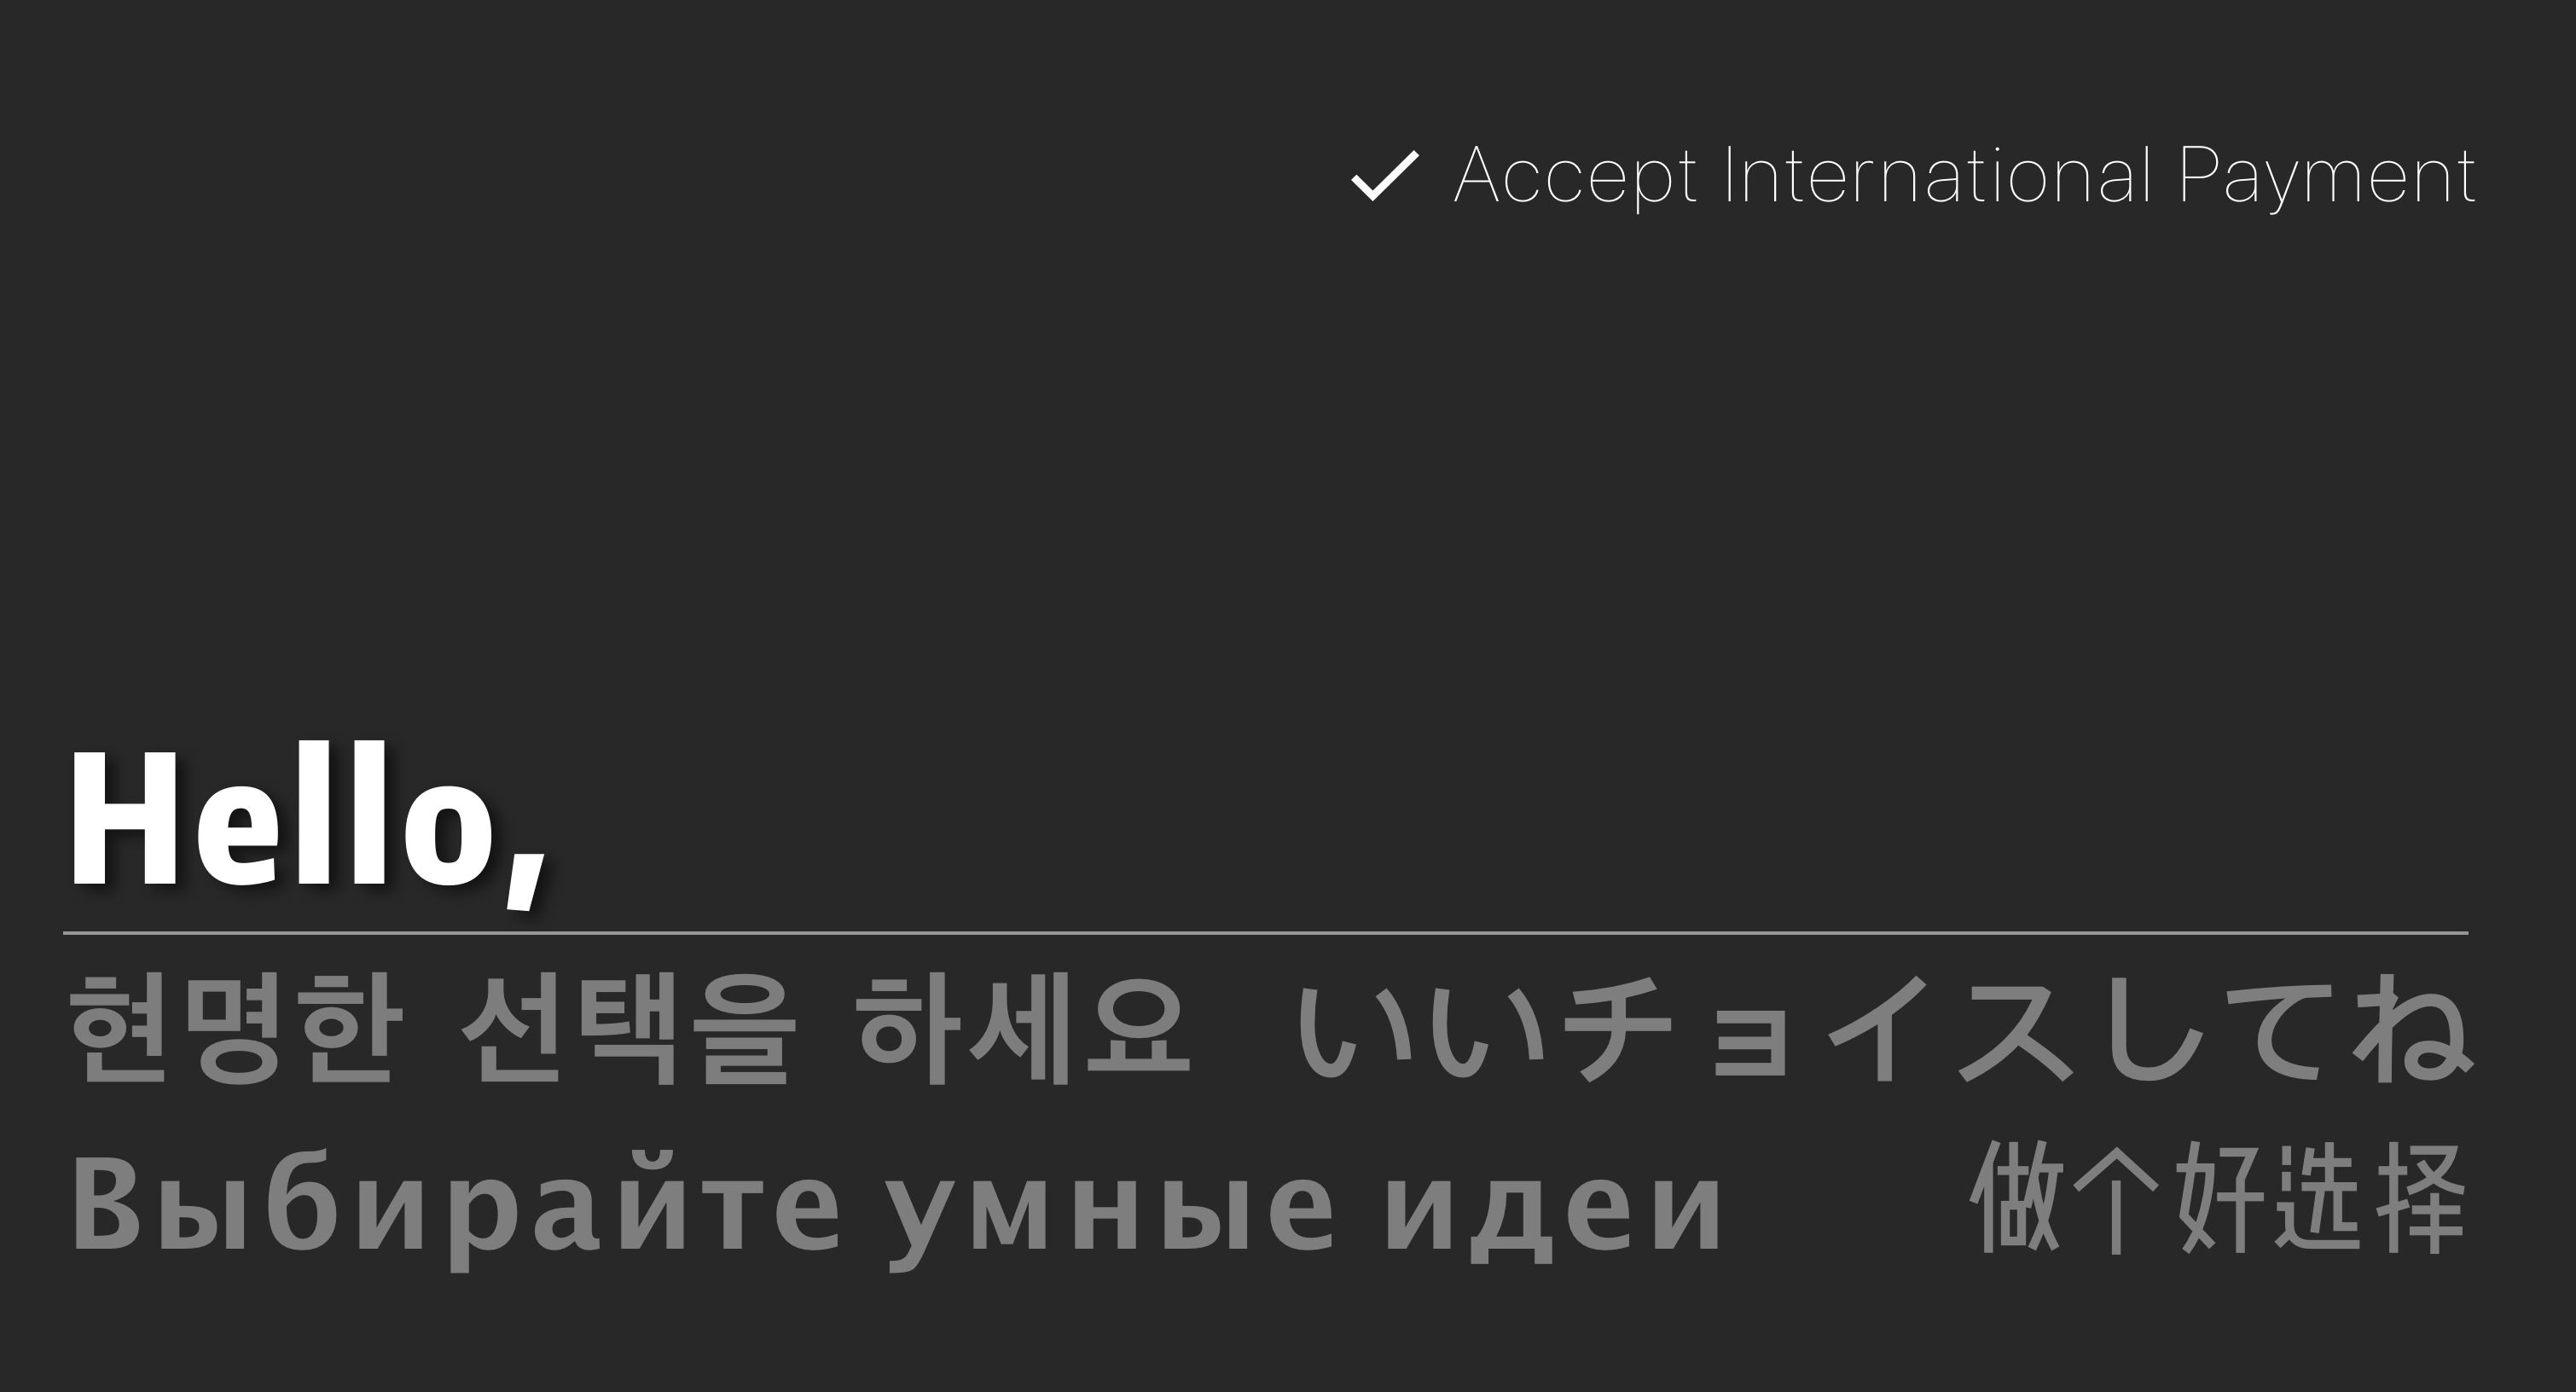 ✓ Accept International Payment
Hello,
현명한 선택을 하세요 いいチョイスしてね
Выбирайте умные идеи 做个好选择